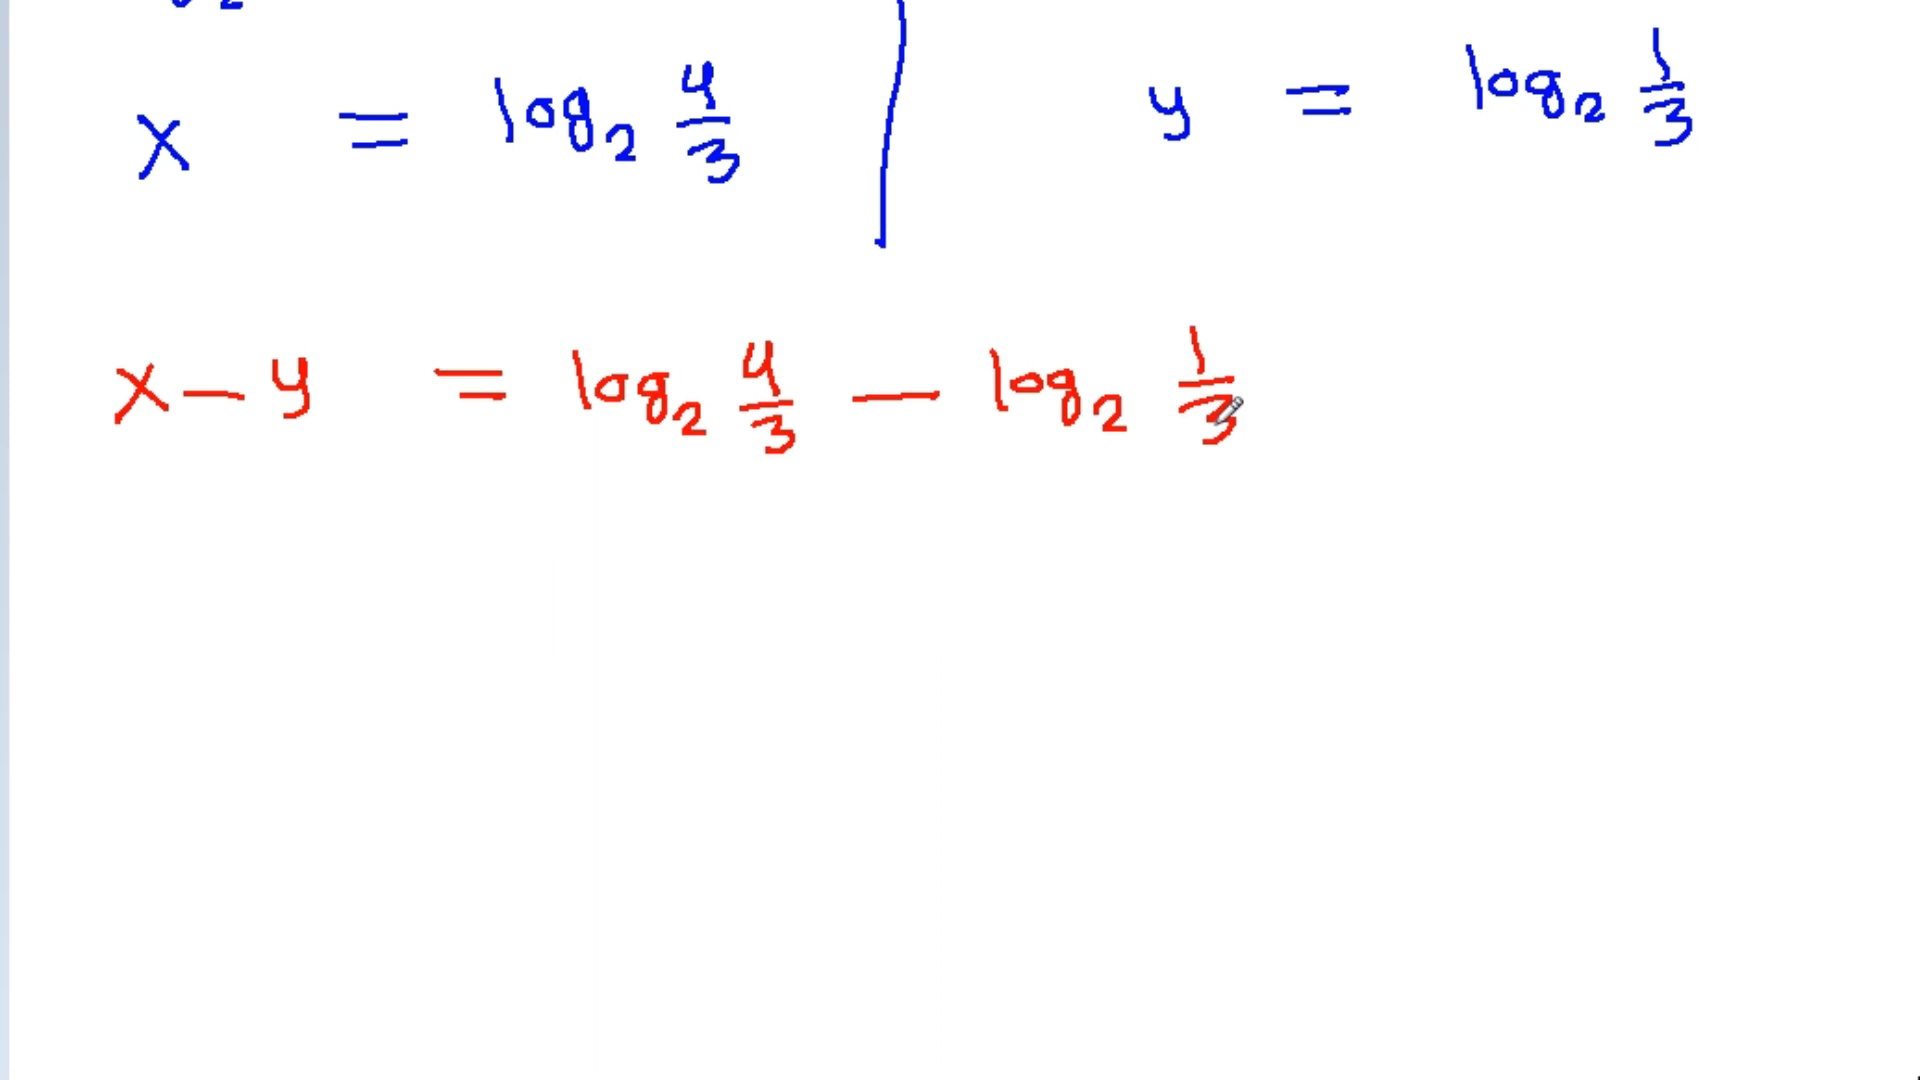 x = log₂ 4/3
y = log₂ 1/3
x − y = log₂ 4/3 − log₂ 1/3